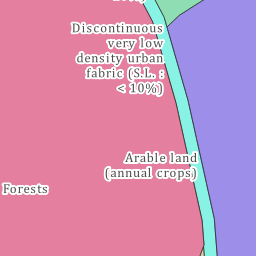 Discontinuous
very low
density urban
fabric (S.L. :
< 10%)
Arable land
(annual crops)
Forests